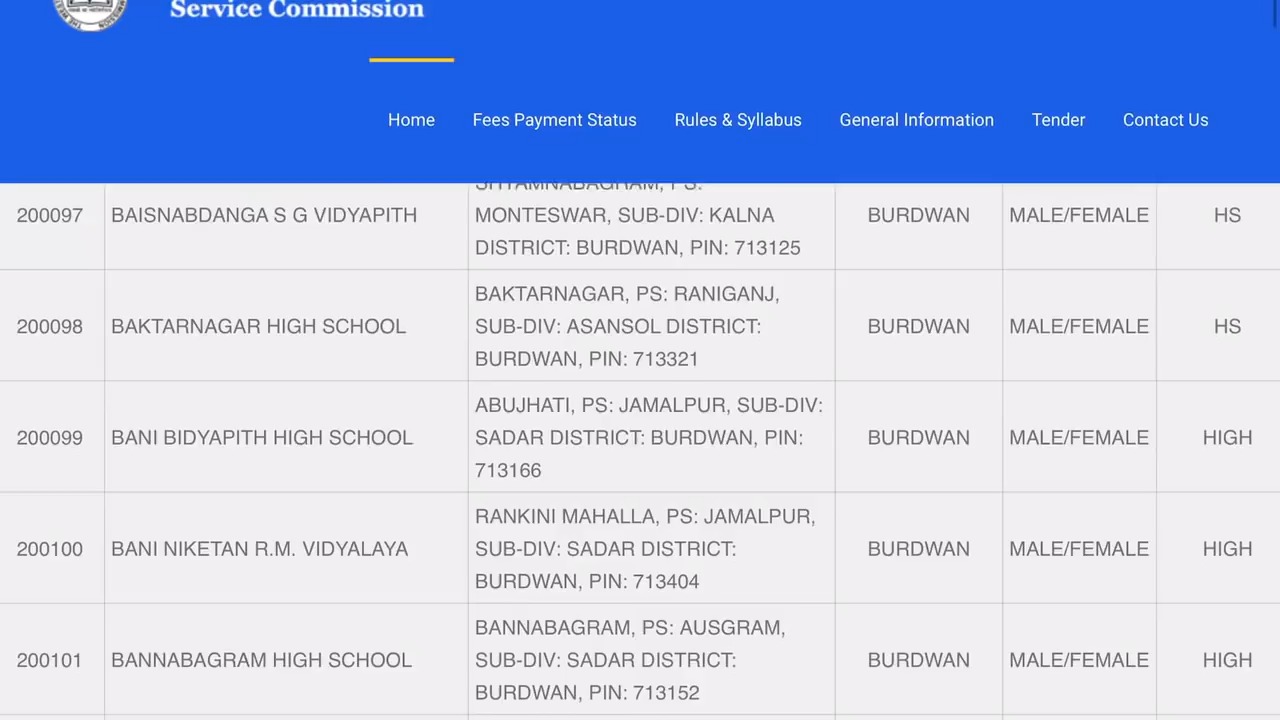 Service Commission
Home Fees Payment Status Rules & Syllabus General Information Tender Contact Us
200097 BAISNABDANGA S G VIDYAPITH MONTESWAR, SUB-DIV: KALNA DISTRICT: BURDWAN, PIN: 713125 BURDWAN MALE/FEMALE HS
200098 BAKTARNAGAR HIGH SCHOOL BAKTARNAGAR, PS: RANIGANJ, SUB-DIV: ASANSOL DISTRICT: BURDWAN, PIN: 713321 BURDWAN MALE/FEMALE HS
200099 BANI BIDYAPITH HIGH SCHOOL ABUJHATI, PS: JAMALPUR, SUB-DIV: SADAR DISTRICT: BURDWAN, PIN: 713166 BURDWAN MALE/FEMALE HIGH
200100 BANI NIKETAN R.M. VIDYALAYA RANKINI MAHALLA, PS: JAMALPUR, SUB-DIV: SADAR DISTRICT: BURDWAN, PIN: 713404 BURDWAN MALE/FEMALE HIGH
200101 BANNABAGRAM HIGH SCHOOL BANNABAGRAM, PS: AUSGRAM, SUB-DIV: SADAR DISTRICT: BURDWAN, PIN: 713152 BURDWAN MALE/FEMALE HIGH